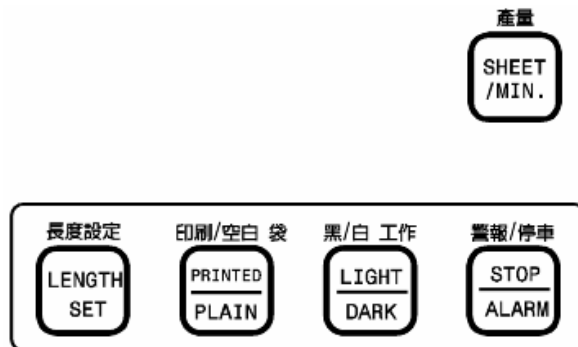 產量
SHEET
/MIN.
長度設定
印刷/空白 袋
黑/白 工作
警報/停車
LENGTH
SET
PRINTED
PLAIN
LIGHT
DARK
STOP
ALARM